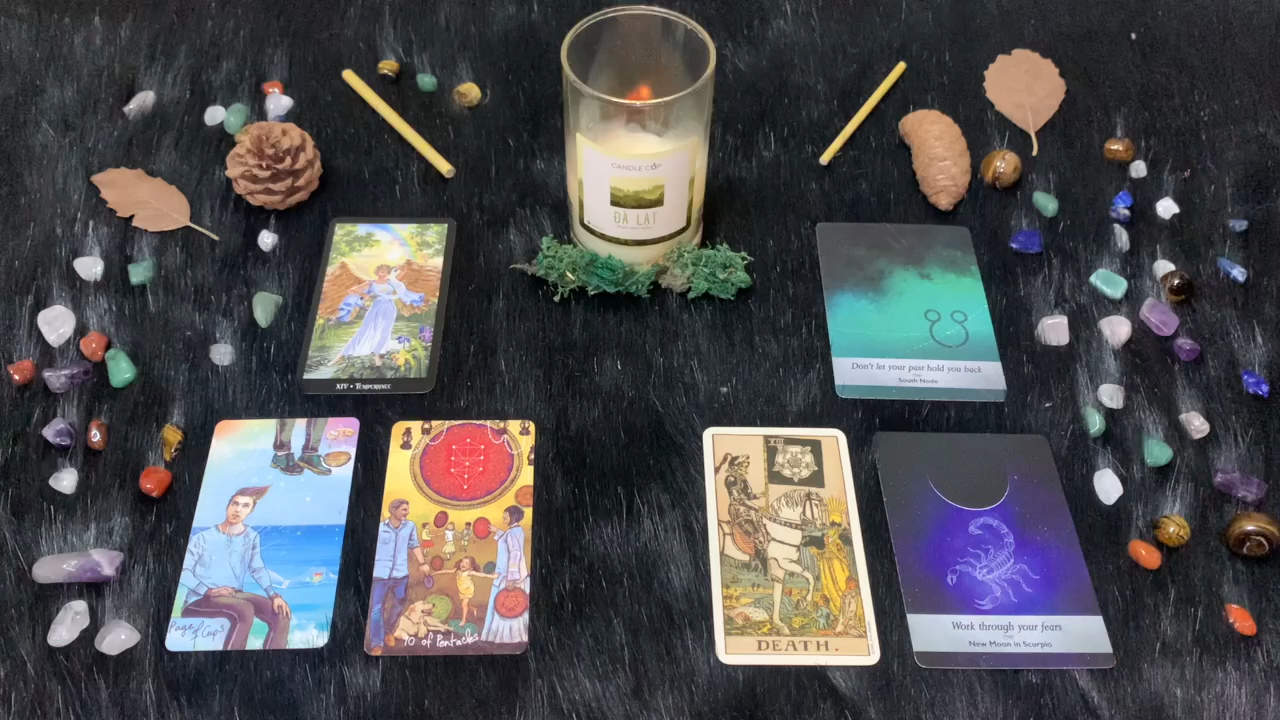 CANDLE CUP
ĐÀ LẠT
XIV • TEMPERANCE
Don't let your past hold you back
South Node
Page of Cups
10 of Pentacles
XIII
DEATH.
Work through your fears
New Moon in Scorpio